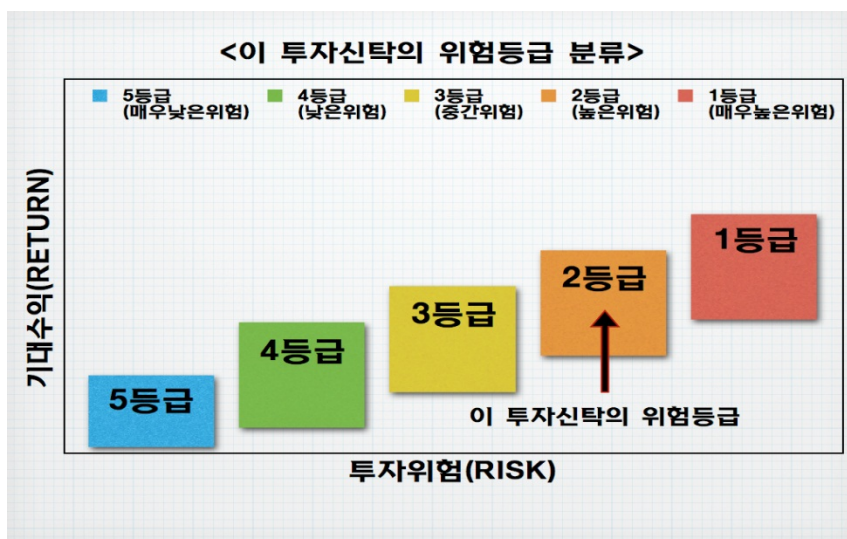 <이 투자신탁의 위험등급 분류>
5등급
(매우낮은위험)
4등급
(낮은위험)
3등급
(중간위험)
2등급
(높은위험)
1등급
(매우높은위험)
기대수익(RETURN)
1등급
2등급
3등급
4등급
5등급
이 투자신탁의 위험등급
투자위험(RISK)